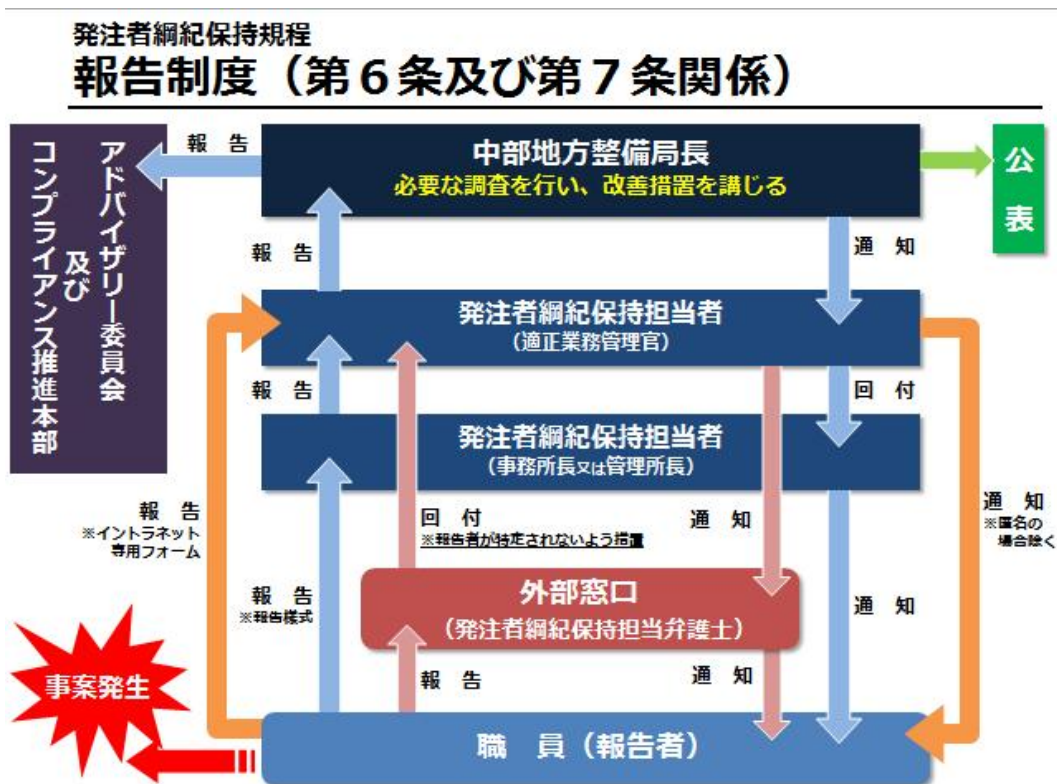 発注者綱紀保持規程
報告制度（第６条及び第７条関係）
アドバイザリー委員会
及び
コンプライアンス推進本部
報　告
中部地方整備局長
必要な調査を行い、改善措置を講じる
公表
報　告
通　知
発注者綱紀保持担当者
（適正業務管理官）
報　告
回　付
発注者綱紀保持担当者
（事務所長又は管理所長）
報　告
※イントラネット
専用フォーム
回　付
※報告者が特定されないよう措置
通　知
通　知
※匿名の
場合除く
外部窓口
（発注者綱紀保持担当弁護士）
報　告
※報告様式
通　知
報　告
通　知
事案発生
職　員（報告者）